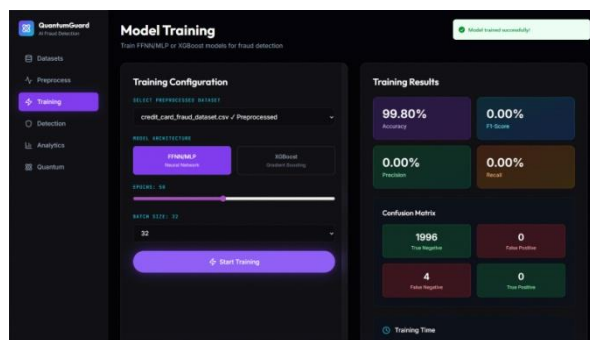 QuantumGuard
AI Fraud Detection
Datasets
Preprocess
Training
Detection
Analytics
Quantum
Model Training
Train FFNN/MLP or XGBoost models for fraud detection
Model trained successfully!
Training Configuration
SELECT PREPROCESSED DATASET
credit_card_fraud_dataset.csv ✓ Preprocessed
MODEL ARCHITECTURE
FFNN/MLP
Neural Network
XGBoost
Gradient Boosting
EPOCHS: 50
BATCH SIZE: 32
32
Start Training
Training Results
99.80%
Accuracy
0.00%
F1-Score
0.00%
Precision
0.00%
Recall
Confusion Matrix
1996
True Negative
0
False Positive
4
False Negative
0
True Positive
Training Time